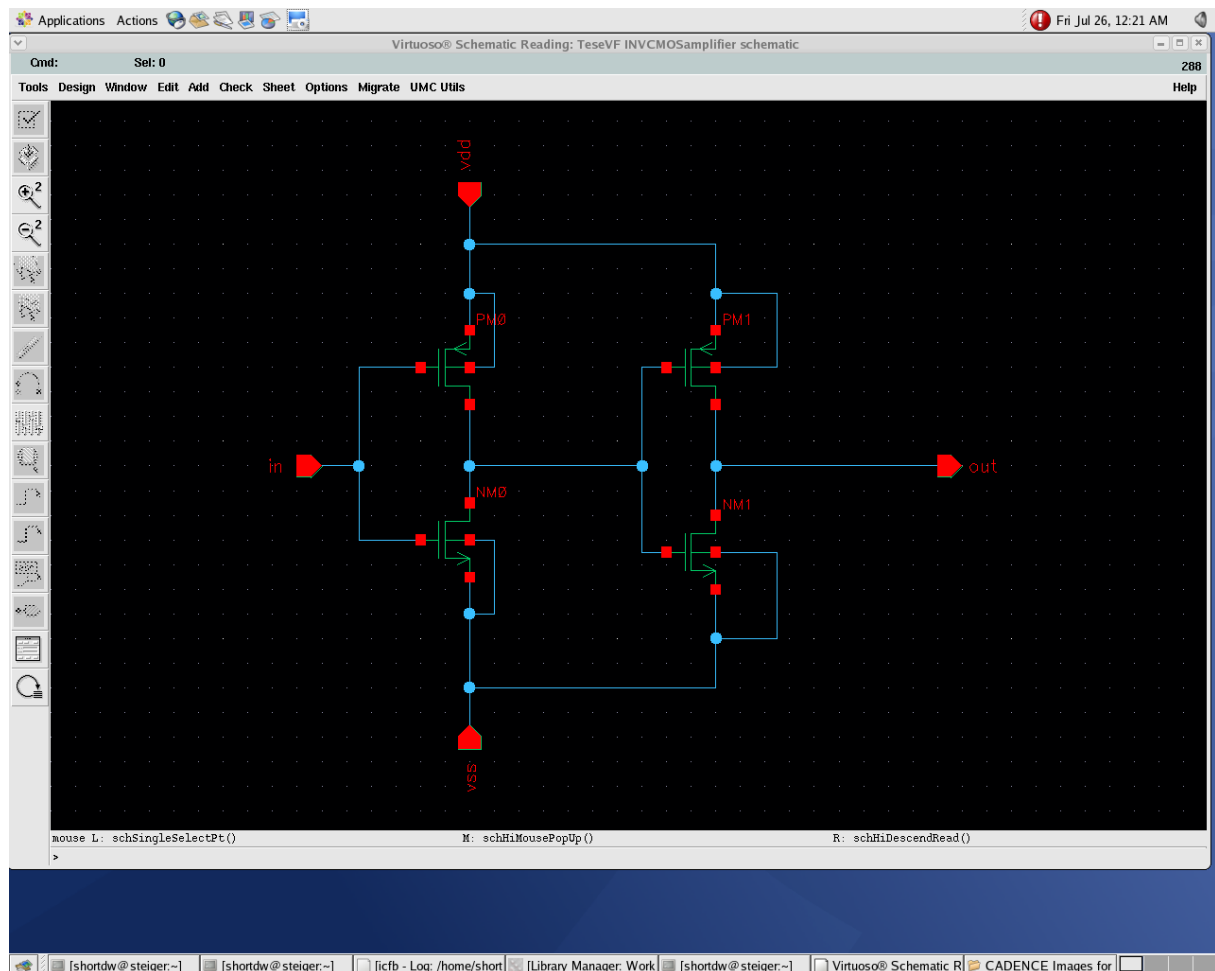 Applications Actions Fri Jul 26, 12:21 AM
Virtuoso® Schematic Reading: TeseVF INVCMOSamplifier schematic
Cmd: Sel: 0
288
Tools Design Window Edit Add Check Sheet Options Migrate UMC Utils Help
vdd
2
2
PM0 PM1
in out
NM0
NM1
vss
mouse L: schSingleSelectPt() M: schHiMousePopUp() R: schHiDescendRead()
>
[shortdw@steiger:~] [shortdw@steiger:~] [icfb - Log: /home/short [Library Manager: Work [shortdw@steiger:~] Virtuoso® Schematic R CADENCE Images for